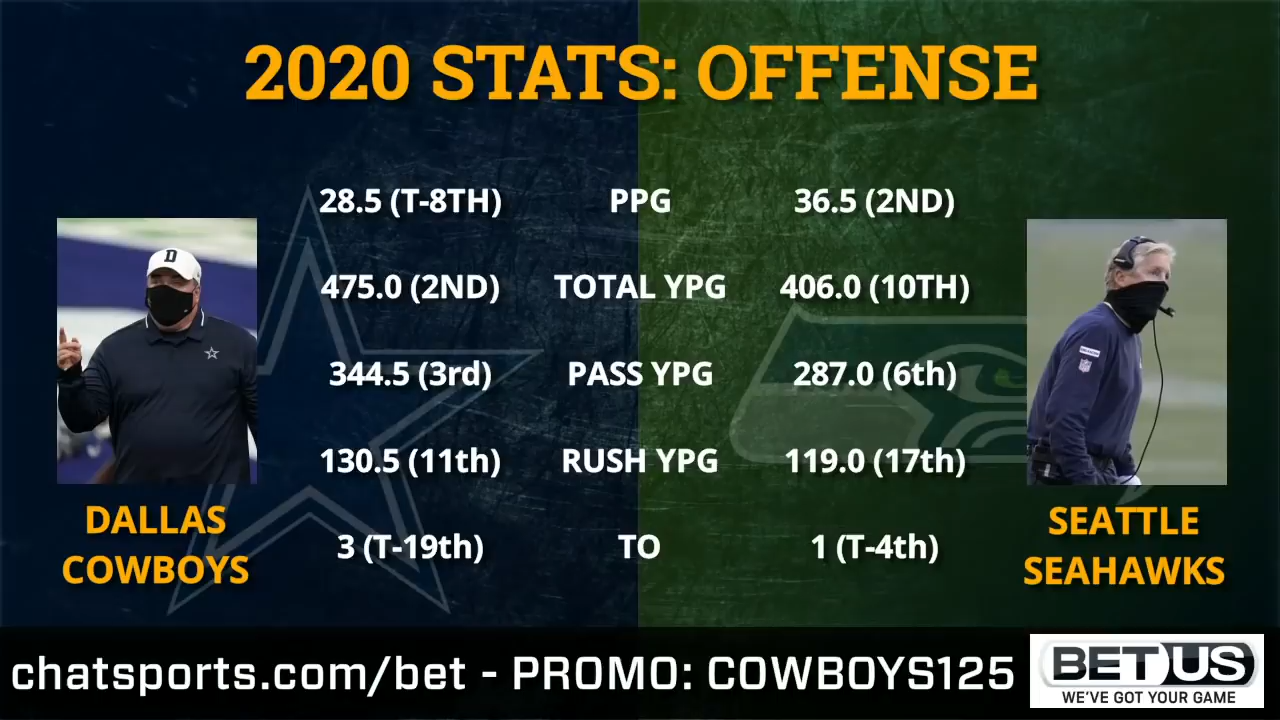 2020 STATS: OFFENSE
28.5 (T-8TH) PPG 36.5 (2ND)
475.0 (2ND) TOTAL YPG 406.0 (10TH)
344.5 (3rd) PASS YPG 287.0 (6th)
130.5 (11th) RUSH YPG 119.0 (17th)
3 (T-19th) TO 1 (T-4th)
D
DALLAS
COWBOYS
SEATTLE
SEAHAWKS
chatsports.com/bet - PROMO: COWBOYS125
BETUS
WE'VE GOT YOUR GAME